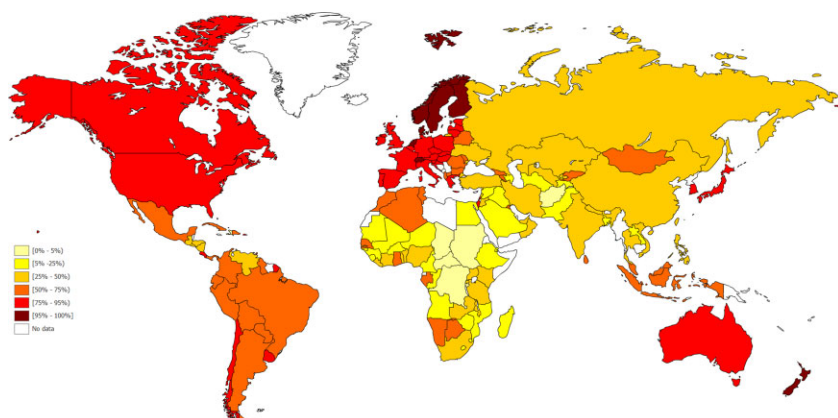 [0% - 5%)
[5% -25%)
[25% - 50%)
[50% - 75%)
[75% - 95%)
[95% - 100%]
No data